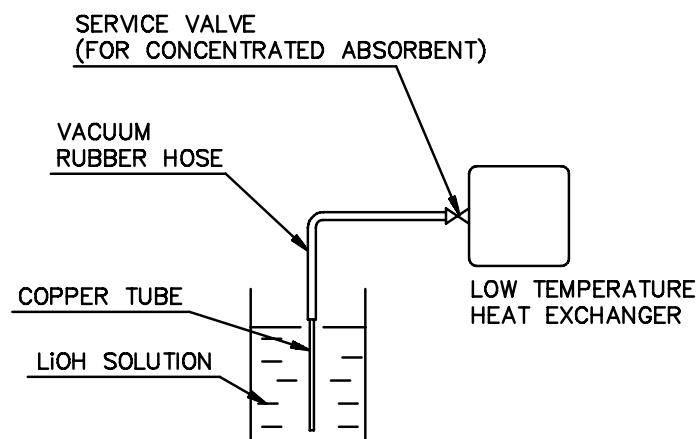 SERVICE VALVE
(FOR CONCENTRATED ABSORBENT)
VACUUM
RUBBER HOSE
COPPER TUBE
LiOH SOLUTION
LOW TEMPERATURE
HEAT EXCHANGER